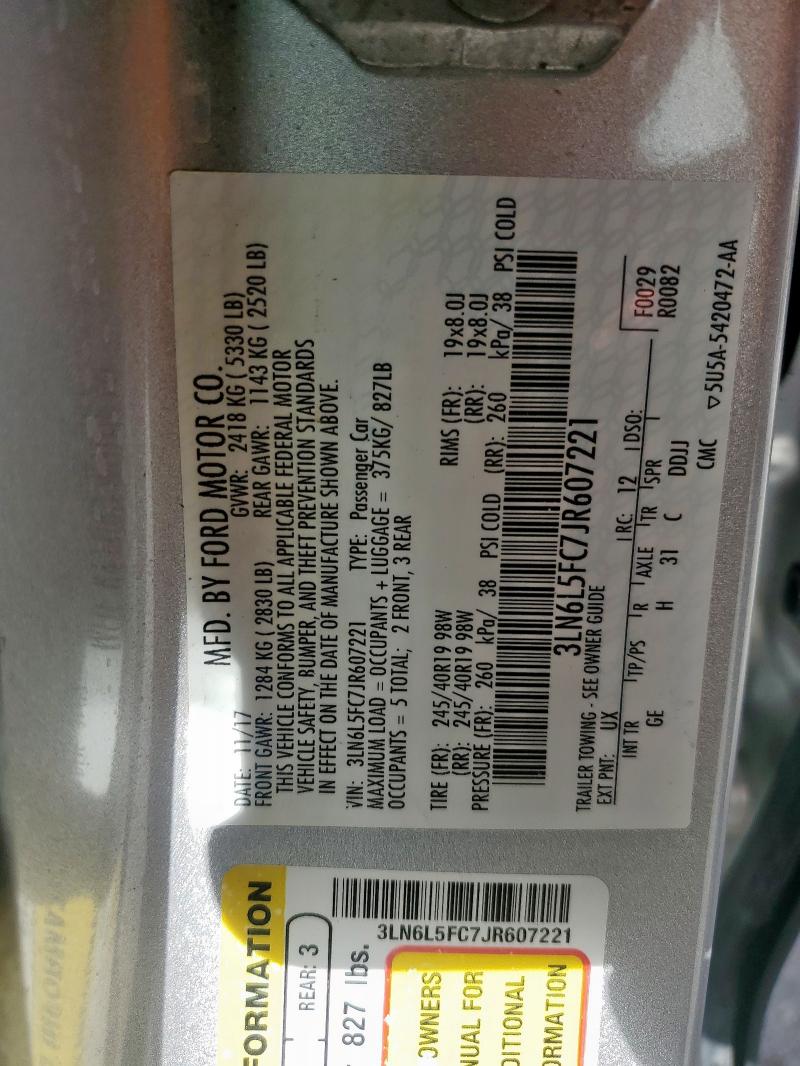 MFD. BY FORD MOTOR CO.
DATE: 11/17 GVWR: 2418 KG ( 5330 LB)
FRONT GAWR: 1284 KG ( 2830 LB) REAR GAWR: 1143 KG ( 2520 LB)
THIS VEHICLE CONFORMS TO ALL APPLICABLE FEDERAL MOTOR
VEHICLE SAFETY, BUMPER, AND THEFT PREVENTION STANDARDS
IN EFFECT ON THE DATE OF MANUFACTURE SHOWN ABOVE.
VIN: 3LN6L5FC7JR607221 TYPE: Passenger Car
MAXIMUM LOAD = OCCUPANTS + LUGGAGE = 375KG/ 827LB
OCCUPANTS = 5 TOTAL; 2 FRONT, 3 REAR
TIRE (FR): 245/40R19 98W RIMS (FR): 19x8.0J
(RR): 245/40R19 98W (RR): 19x8.0J
PRESSURE (FR): 260 kPa/ 38 PSI COLD (RR): 260 kPa/ 38 PSI COLD
3LN6L5FC7JR607221
TRAILER TOWING - SEE OWNER GUIDE
EXT PNT: UX RC: 12 DSO: F0029
INT TR TP/PS R AXLE TR SPR R0082
GE H 31 C DDJJ
CMC ▽5U5A-5420472-AA
FORMATION
REAR: 3
827 lbs.
3LN6L5FC7JR607221
OWNERS
NUAL FOR
DITIONAL
ORMATION